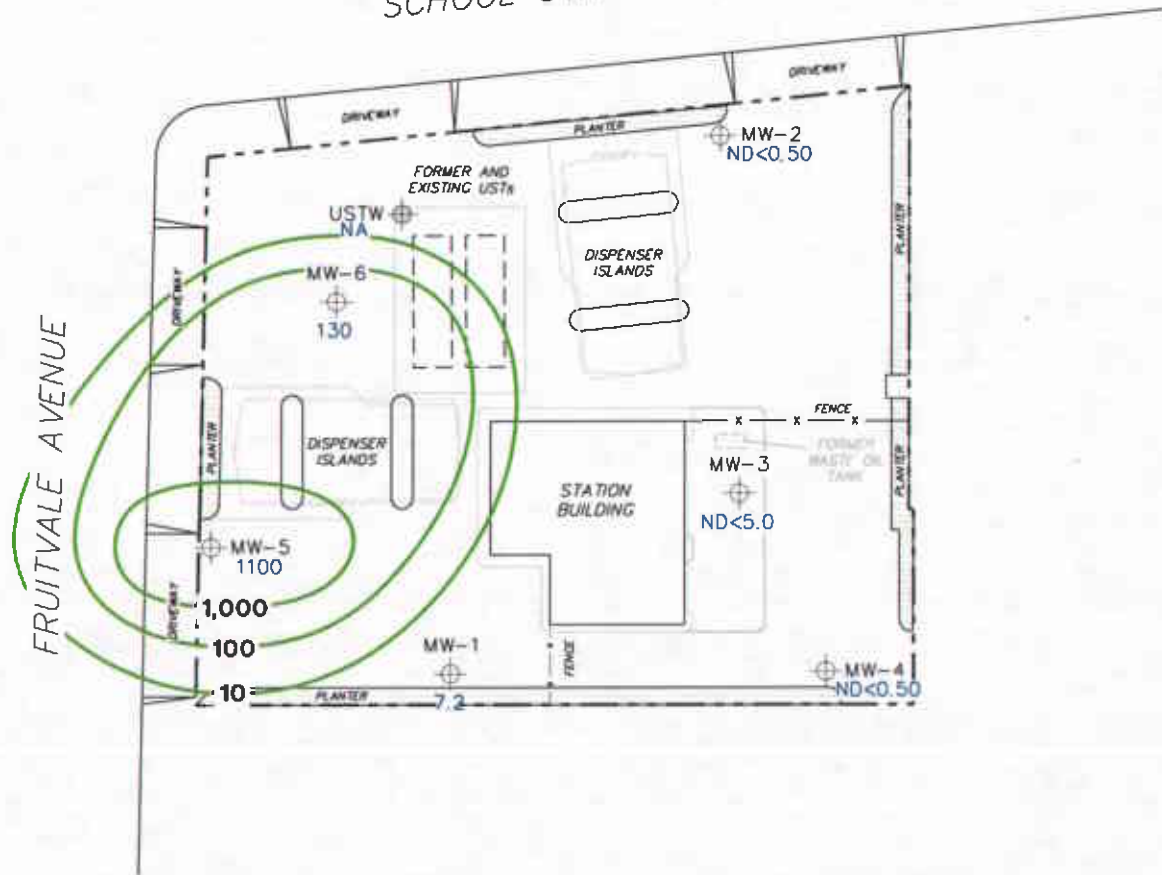 SCHOOL
DRIVEWAY
DRIVEWAY
PLANTER
MW-2
ND<0.50
FORMER AND
EXISTING USTs
USTW
NA
PLANTER
DISPENSER
ISLANDS
MW-6
130
DRIVEWAY
FRUITVALE AVENUE
FENCE
x x x
PLANTER
DISPENSER
ISLANDS
MW-3
FORMER
WASTE OIL
TANK
PLANTER
STATION
BUILDING
ND<5.0
MW-5
1100
DRIVEWAY
1,000
100
MW-1
FENCE
MW-4
ND<0.50
10
PLANTER
7.2